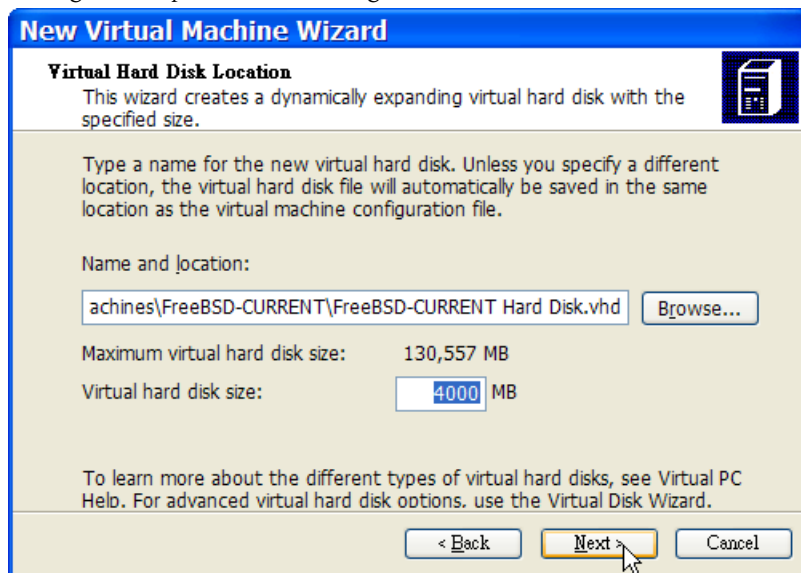 New Virtual Machine Wizard
Virtual Hard Disk Location
This wizard creates a dynamically expanding virtual hard disk with the
specified size.
Type a name for the new virtual hard disk. Unless you specify a different
location, the virtual hard disk file will automatically be saved in the same
location as the virtual machine configuration file.
Name and location:
achines\FreeBSD-CURRENT\FreeBSD-CURRENT Hard Disk.vhd Browse...
Maximum virtual hard disk size: 130,557 MB
Virtual hard disk size: 4000 MB
To learn more about the different types of virtual hard disks, see Virtual PC
Help. For advanced virtual hard disk options, use the Virtual Disk Wizard.
< Back Next > Cancel